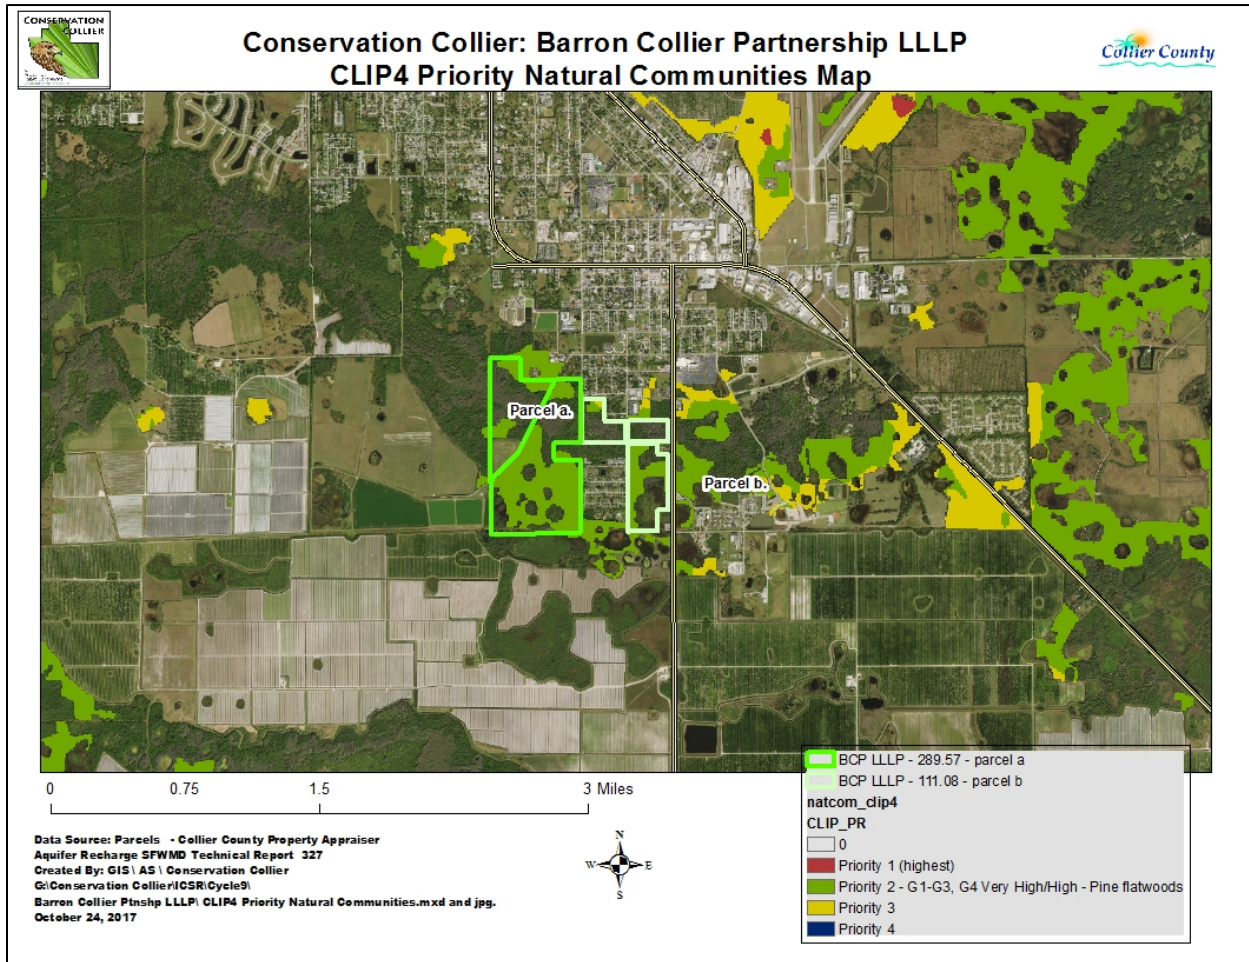 CONSERVATION
COLLIER
Conservation Collier: Barron Collier Partnership LLLP
CLIP4 Priority Natural Communities Map
Collier County
Parcel a.
Parcel b.
BCP LLLP - 289.57 - parcel a
BCP LLLP - 111.08 - parcel b
natcom_clip4
CLIP_PR
0
Priority 1 (highest)
Priority 2 - G1-G3, G4 Very High/High - Pine flatwoods
Priority 3
Priority 4
0 0.75 1.5 3 Miles
Data Source: Parcels - Collier County Property Appraiser
Aquifer Recharge SFWMD Technical Report 327
Created By: GIS \ AS \ Conservation Collier
G:\Conservation Collier\ICSR\Cycle9\
Barron Collier Ptnshp LLLP\ CLIP4 Priority Natural Communities.mxd and jpg.
October 24, 2017
N
W E
S